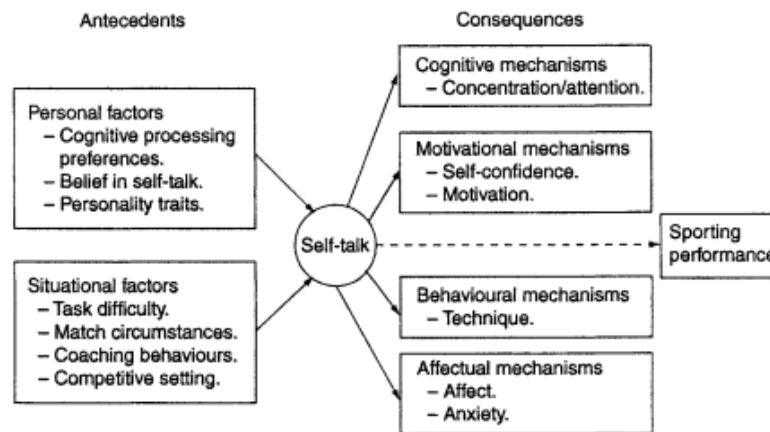 Antecedents
Consequences
Personal factors
– Cognitive processing
preferences.
– Belief in self-talk.
– Personality traits.
Situational factors
– Task difficulty.
– Match circumstances.
– Coaching behaviours.
– Competitive setting.
Self-talk
Cognitive mechanisms
– Concentration/attention.
Motivational mechanisms
– Self-confidence.
– Motivation.
Behavioural mechanisms
– Technique.
Affectual mechanisms
– Affect.
– Anxiety.
Sporting
performance